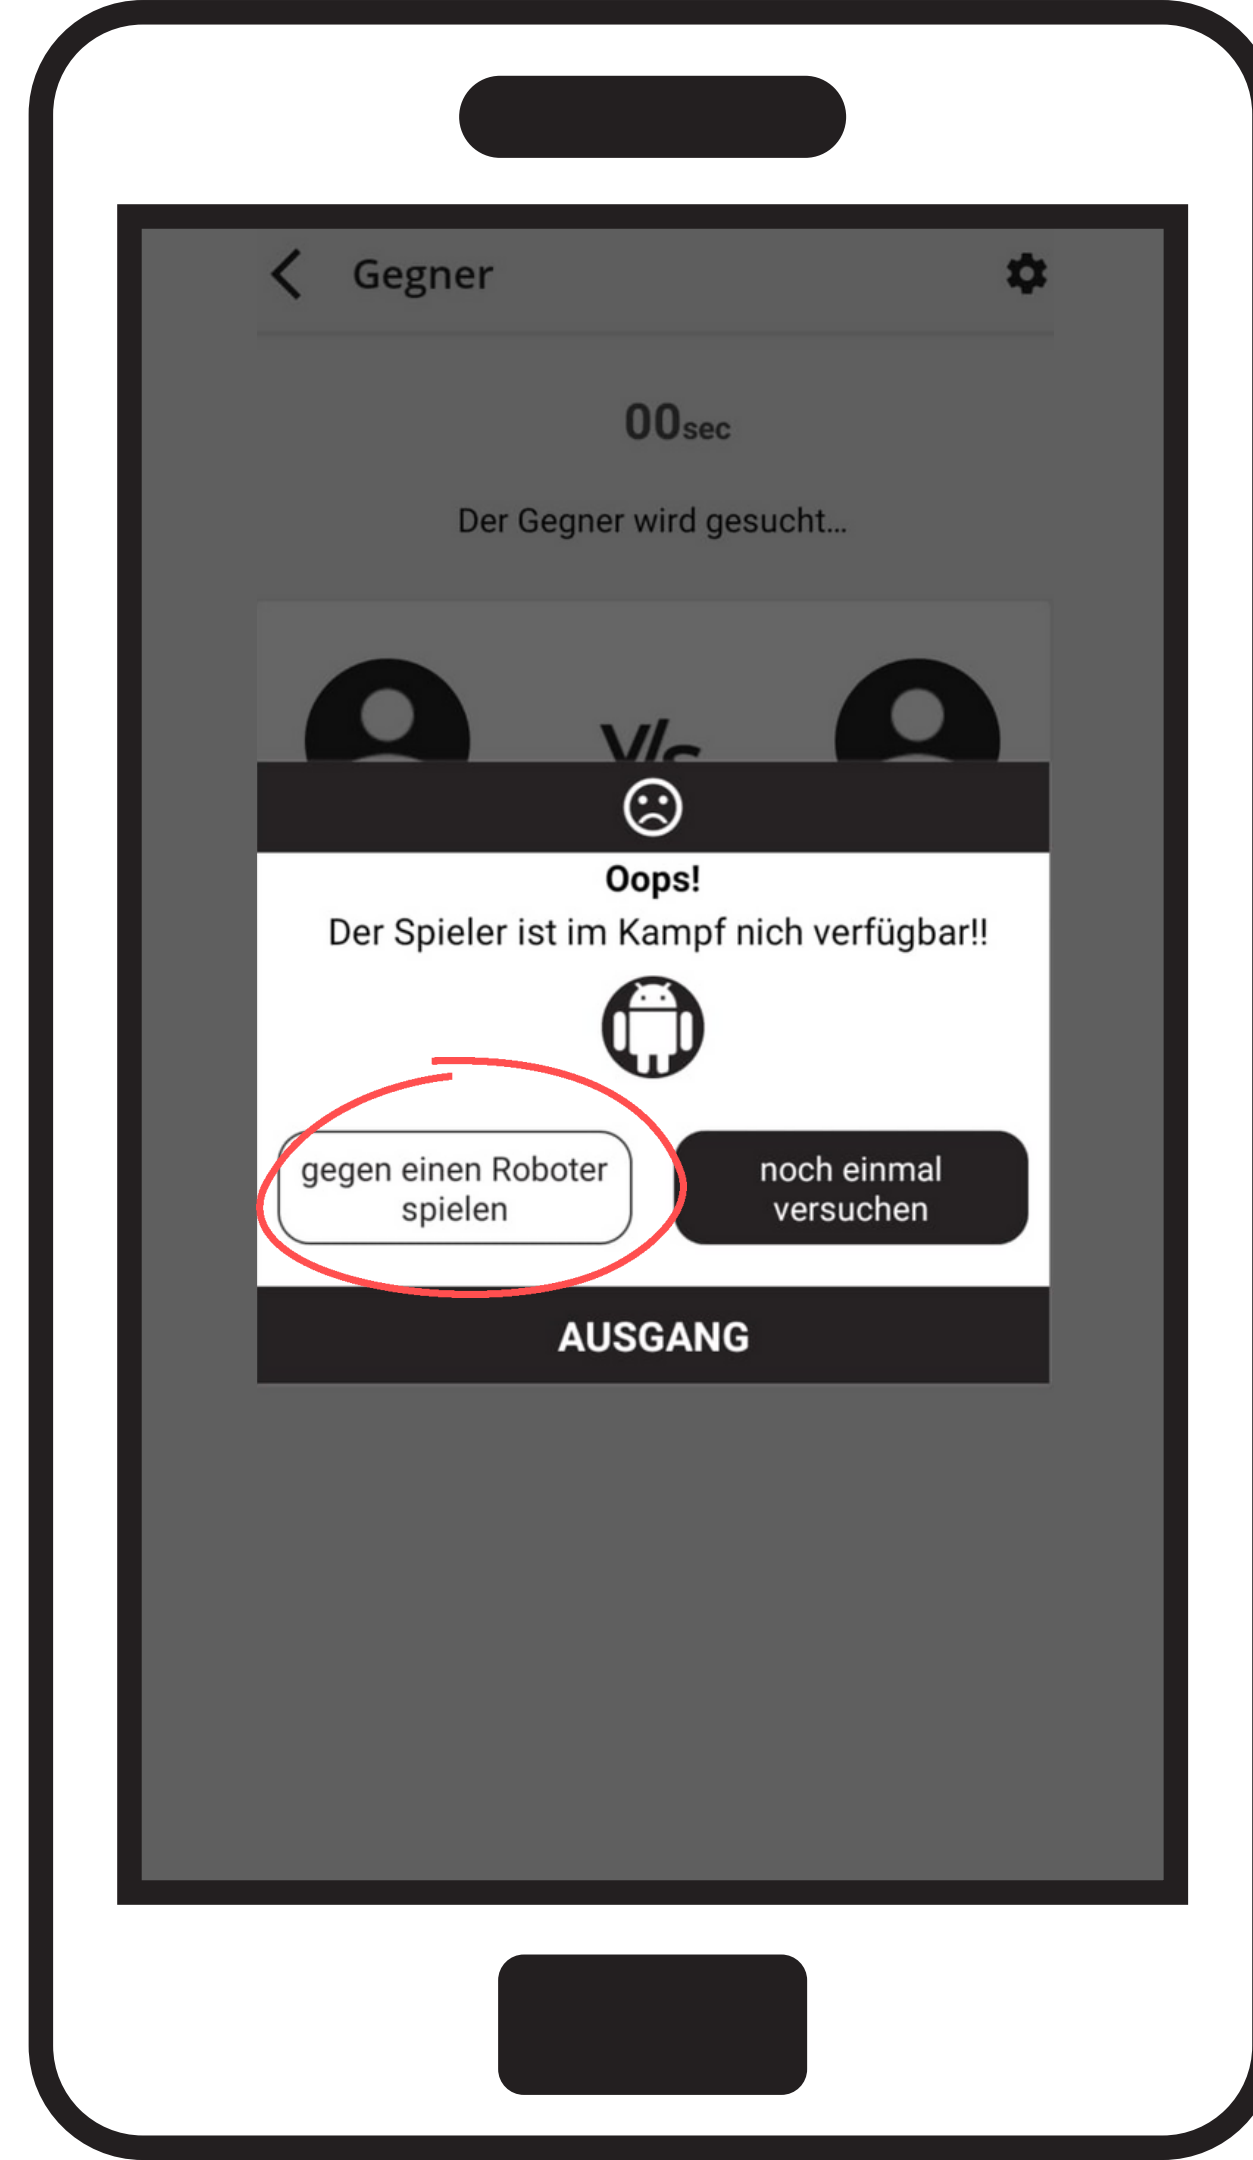 Gegner
00sec
Der Gegner wird gesucht...
V/s
Oops!
Der Spieler ist im Kampf nich verfügbar!!
gegen einen Roboter
spielen
noch einmal
versuchen
AUSGANG